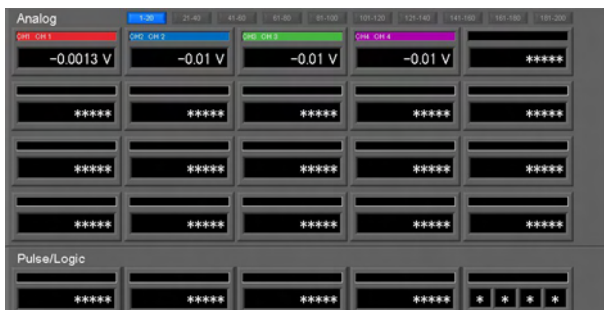 Analog 1-20 21-40 41-60 61-80 81-100 101-120 121-140 141-160 161-180 181-200
CH1 CH 1 CH2 CH 2 CH3 CH 3 CH4 CH 4
-0.0013 V -0.01 V -0.01 V -0.01 V *****
***** ***** ***** ***** *****
***** ***** ***** ***** *****
***** ***** ***** ***** *****
Pulse/Logic
***** ***** ***** ***** * * * *